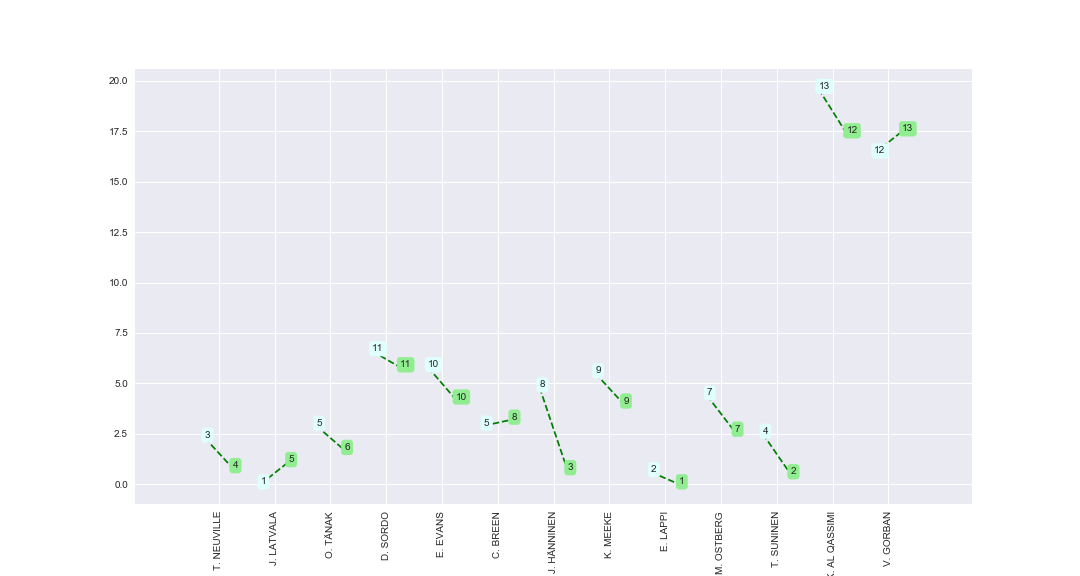 20.0
17.5
15.0
12.5
10.0
7.5
5.0
2.5
0.0
3
4
1
5
5
6
11
11
10
10
5
8
8
3
9
9
2
1
7
7
4
2
13
12
12
13
T. NEUVILLE
J. LATVALA
O. TÄNAK
D. SORDO
E. EVANS
C. BREEN
J. HÄNNINEN
K. MEEKE
E. LAPPI
M. OSTBERG
T. SUNINEN
K. AL QASSIMI
V. GORBAN